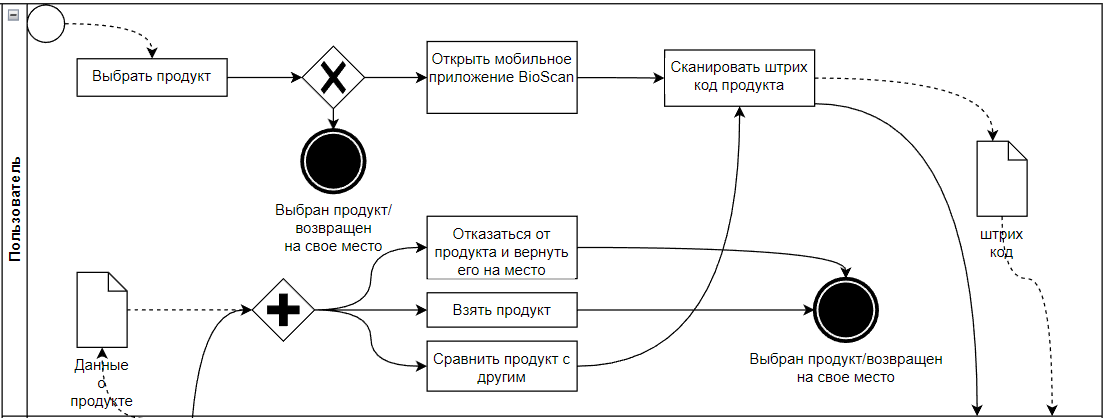 Пользователь
Выбрать продукт
Открыть мобильное
приложение BioScan
Сканировать штрих
код продукта
Выбран продукт/
возвращен
на свое место
штрих
код
Отказаться от
продукта и вернуть
его на место
Взять продукт
Сравнить продукт с
другим
Выбран продукт/возвращен
на свое место
Данные
о
продукте